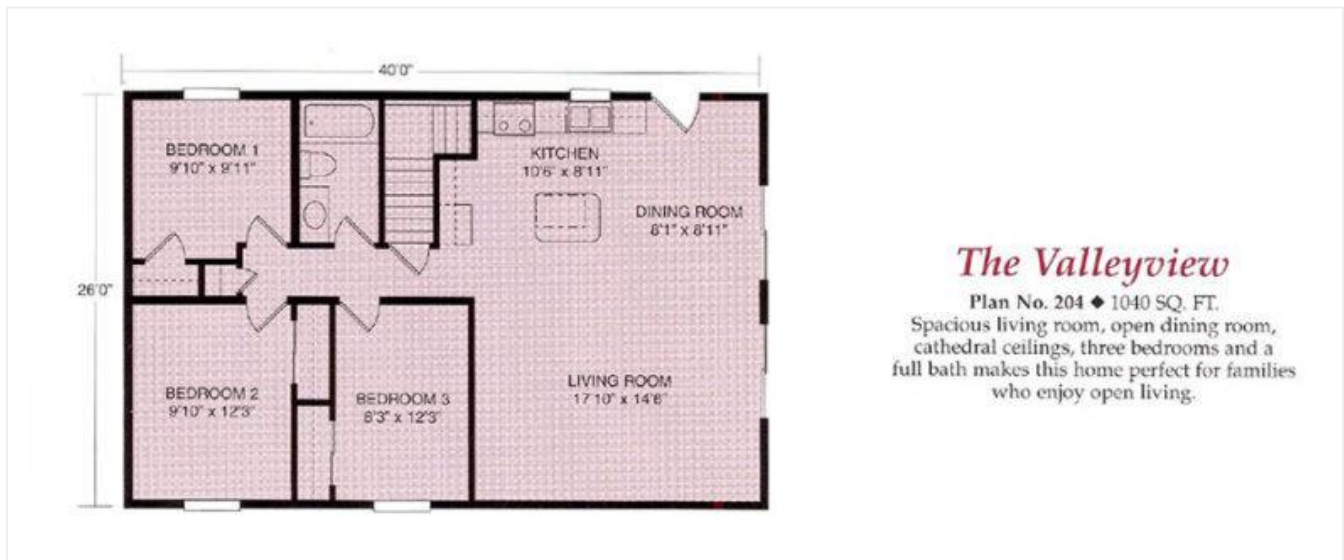 40'0"
BEDROOM 1
9'10" x 9'11"
KITCHEN
10'6" x 8'11"
DINING ROOM
8'1" x 8'11"
26'0"
LIVING ROOM
17'10" x 14'6"
BEDROOM 2
9'10" x 12'3"
BEDROOM 3
8'3" x 12'3"
The Valleyview
Plan No. 204 ◆ 1040 SQ. FT.
Spacious living room, open dining room,
cathedral ceilings, three bedrooms and a
full bath makes this home perfect for families
who enjoy open living.